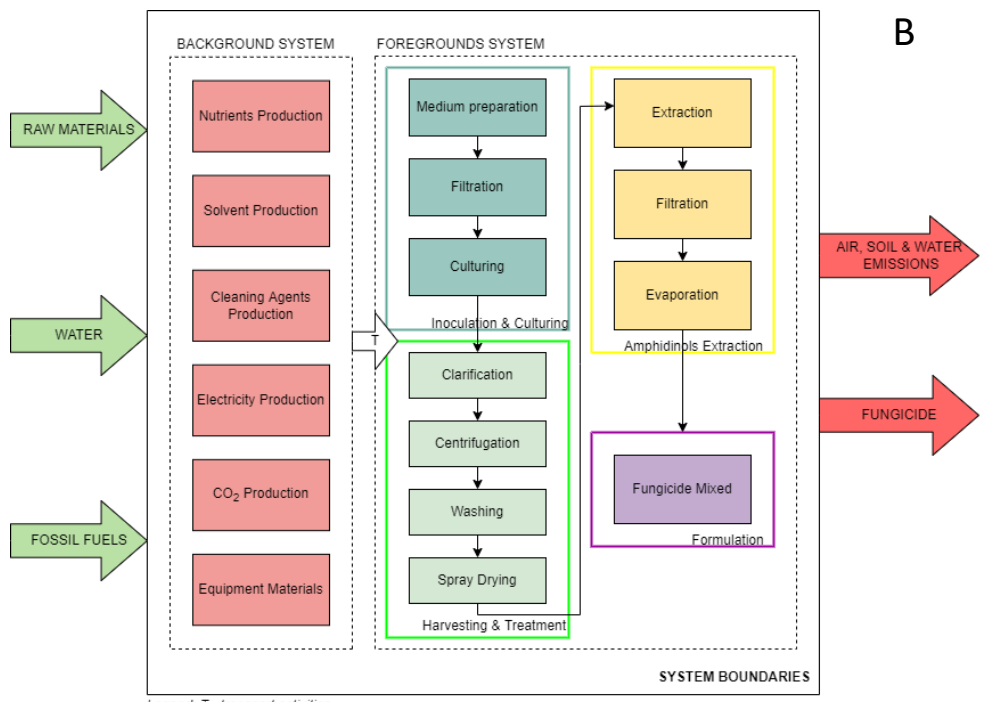 B
BACKGROUND SYSTEM
FOREGROUNDS SYSTEM
RAW MATERIALS
WATER
FOSSIL FUELS
Nutrients Production
Solvent Production
Cleaning Agents
Production
Electricity Production
CO₂ Production
Equipment Materials
T
Medium preparation
Filtration
Culturing
Inoculation & Culturing
Clarification
Centrifugation
Washing
Spray Drying
Harvesting & Treatment
Extraction
Filtration
Evaporation
Amphidinols Extraction
Fungicide Mixed
Formulation
AIR, SOIL & WATER
EMISSIONS
FUNGICIDE
SYSTEM BOUNDARIES